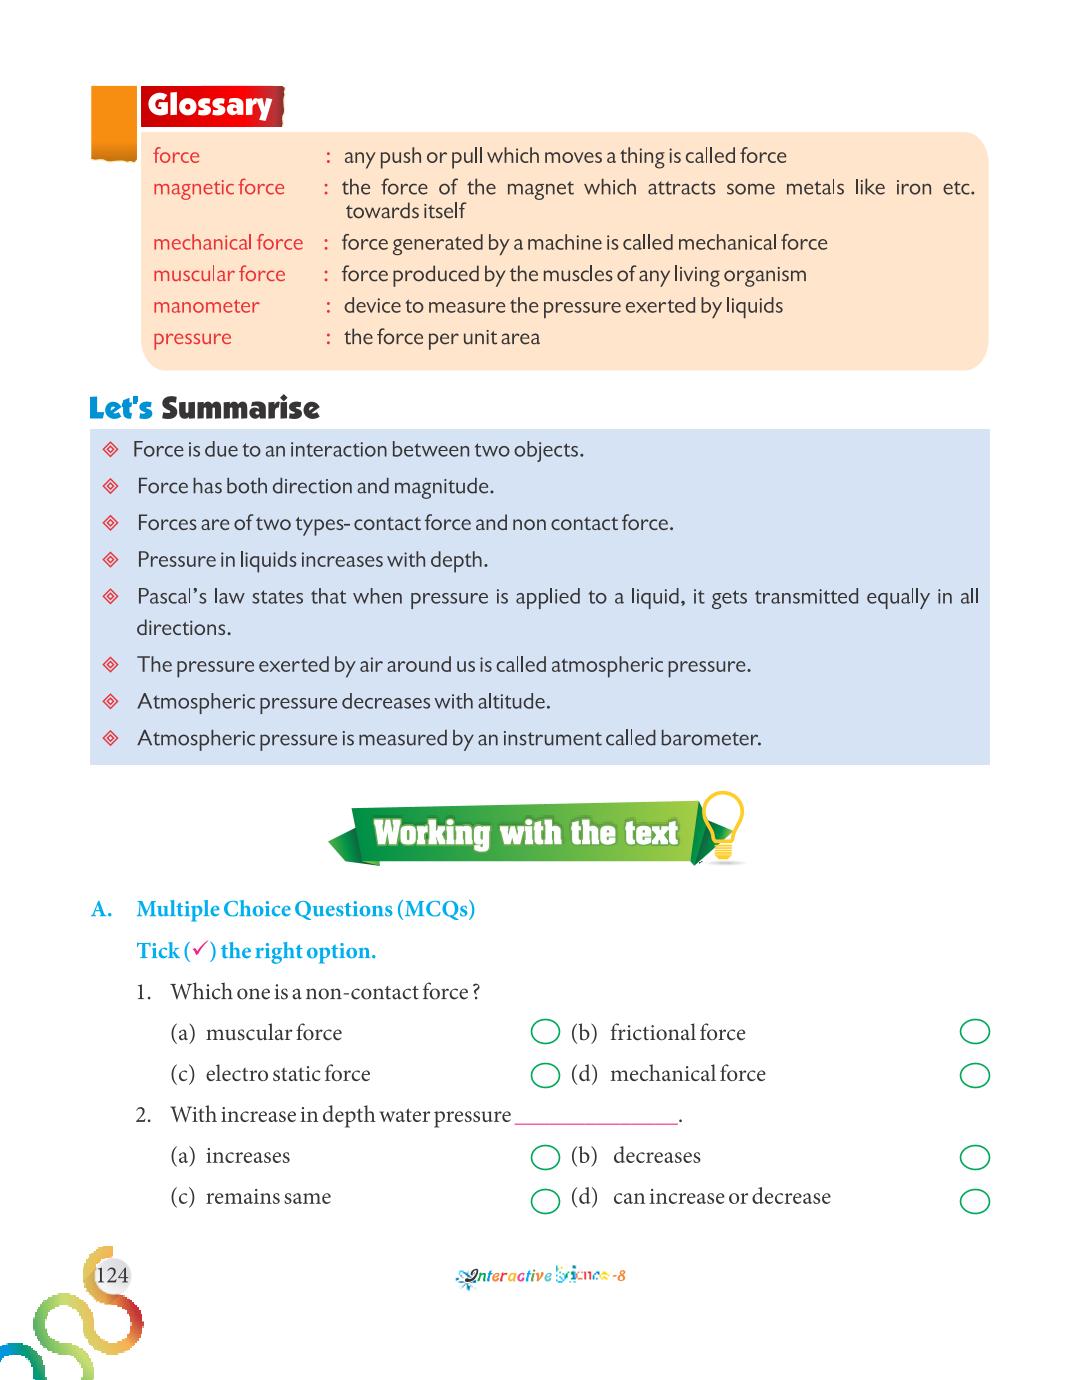 Glossary
force : any push or pull which moves a thing is called force
magnetic force : the force of the magnet which attracts some metals like iron etc.
towards itself
mechanical force : force generated by a machine is called mechanical force
muscular force : force produced by the muscles of any living organism
manometer : device to measure the pressure exerted by liquids
pressure : the force per unit area
Let's Summarise
Force is due to an interaction between two objects.
Force has both direction and magnitude.
Forces are of two types- contact force and non contact force.
Pressure in liquids increases with depth.
Pascal's law states that when pressure is applied to a liquid, it gets transmitted equally in all
directions.
The pressure exerted by air around us is called atmospheric pressure.
Atmospheric pressure decreases with altitude.
Atmospheric pressure is measured by an instrument called barometer.
Working with the text
A. Multiple Choice Questions (MCQs)
Tick (✓) the right option.
1. Which one is a non-contact force ?
(a) muscular force (b) frictional force
(c) electro static force (d) mechanical force
2. With increase in depth water pressure _______________.
(a) increases (b) decreases
(c) remains same (d) can increase or decrease
124
Interactive Science -8